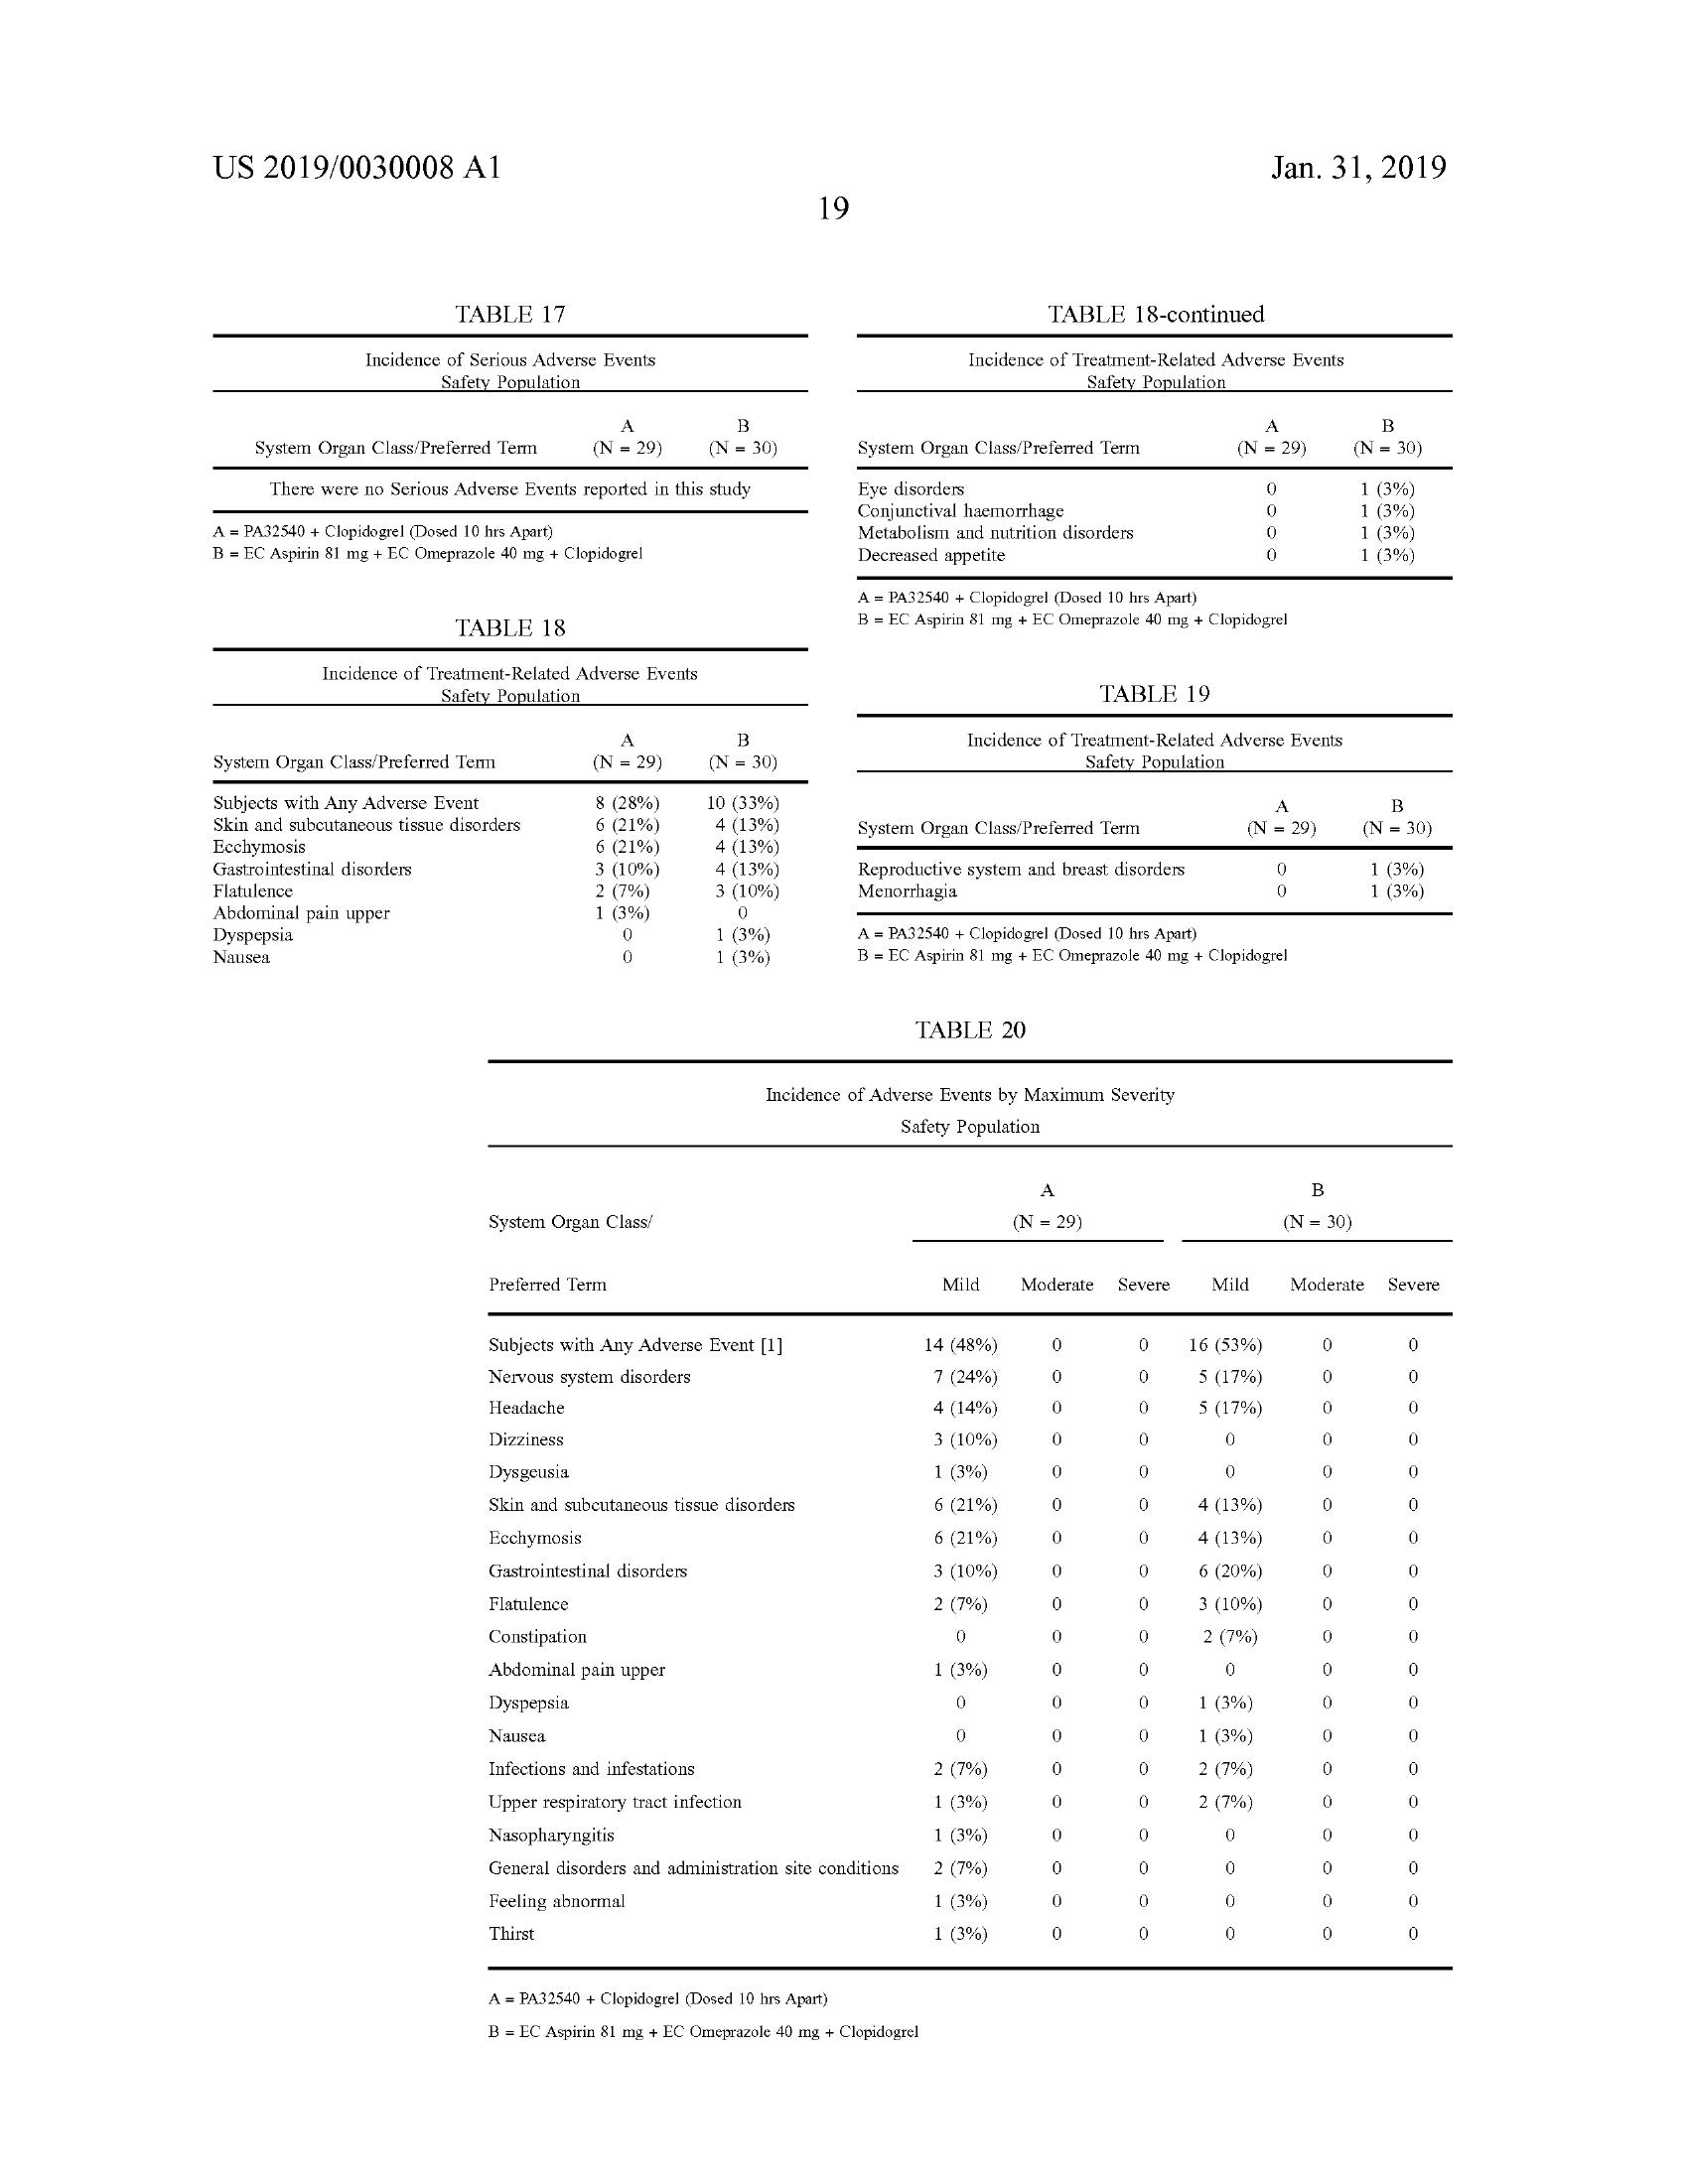 US 2019/0030008 A1
Jan. 31, 2019
19
TABLE 17
Incidence of Serious Adverse Events
Safety Population
A B
System Organ Class/Preferred Term (N = 29) (N = 30)
There were no Serious Adverse Events reported in this study
A = PA32540 + Clopidogrel (Dosed 10 hrs Apart)
B = EC Aspirin 81 mg + EC Omeprazole 40 mg + Clopidogrel
TABLE 18
Incidence of Treatment-Related Adverse Events
Safety Population
A B
System Organ Class/Preferred Term (N = 29) (N = 30)
Subjects with Any Adverse Event 8 (28%) 10 (33%)
Skin and subcutaneous tissue disorders 6 (21%) 4 (13%)
Ecchymosis 6 (21%) 4 (13%)
Gastrointestinal disorders 3 (10%) 4 (13%)
Flatulence 2 (7%) 3 (10%)
Abdominal pain upper 1 (3%) 0
Dyspepsia 0 1 (3%)
Nausea 0 1 (3%)
TABLE 18-continued
Incidence of Treatment-Related Adverse Events
Safety Population
A B
System Organ Class/Preferred Term (N = 29) (N = 30)
Eye disorders 0 1 (3%)
Conjunctival haemorrhage 0 1 (3%)
Metabolism and nutrition disorders 0 1 (3%)
Decreased appetite 0 1 (3%)
A = PA32540 + Clopidogrel (Dosed 10 hrs Apart)
B = EC Aspirin 81 mg + EC Omeprazole 40 mg + Clopidogrel
TABLE 19
Incidence of Treatment-Related Adverse Events
Safety Population
A B
System Organ Class/Preferred Term (N = 29) (N = 30)
Reproductive system and breast disorders 0 1 (3%)
Menorrhagia 0 1 (3%)
A = PA32540 + Clopidogrel (Dosed 10 hrs Apart)
B = EC Aspirin 81 mg + EC Omeprazole 40 mg + Clopidogrel
TABLE 20
Incidence of Adverse Events by Maximum Severity
Safety Population
A B
System Organ Class/ (N = 29) (N = 30)
Preferred Term Mild Moderate Severe Mild Moderate Severe
Subjects with Any Adverse Event [1] 14 (48%) 0 0 16 (53%) 0 0
Nervous system disorders 7 (24%) 0 0 5 (17%) 0 0
Headache 4 (14%) 0 0 5 (17%) 0 0
Dizziness 3 (10%) 0 0 0 0 0
Dysgeusia 1 (3%) 0 0 0 0 0
Skin and subcutaneous tissue disorders 6 (21%) 0 0 4 (13%) 0 0
Ecchymosis 6 (21%) 0 0 4 (13%) 0 0
Gastrointestinal disorders 3 (10%) 0 0 6 (20%) 0 0
Flatulence 2 (7%) 0 0 3 (10%) 0 0
Constipation 0 0 0 2 (7%) 0 0
Abdominal pain upper 1 (3%) 0 0 0 0 0
Dyspepsia 0 0 0 1 (3%) 0 0
Nausea 0 0 0 1 (3%) 0 0
Infections and infestations 2 (7%) 0 0 2 (7%) 0 0
Upper respiratory tract infection 1 (3%) 0 0 2 (7%) 0 0
Nasopharyngitis 1 (3%) 0 0 0 0 0
General disorders and administration site conditions 2 (7%) 0 0 0 0 0
Feeling abnormal 1 (3%) 0 0 0 0 0
Thirst 1 (3%) 0 0 0 0 0
A = PA32540 + Clopidogrel (Dosed 10 hrs Apart)
B = EC Aspirin 81 mg + EC Omeprazole 40 mg + Clopidogrel